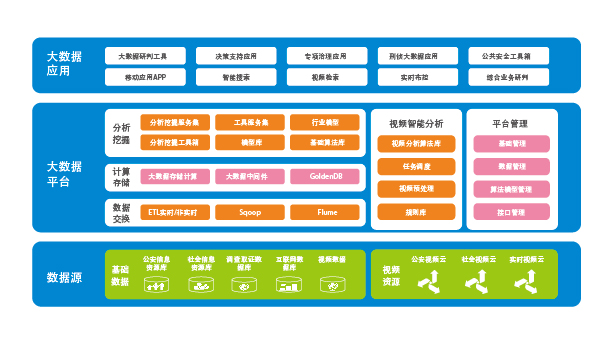 大数据
应用
大数据研判工具
决策支持应用
专项治理应用
刑侦大数据应用
公共安全工具箱
移动应用APP
智能搜索
视频检索
实时布控
综合业务研判
大数据
平台
分析
挖掘
分析挖掘服务集
工具服务集
行业模型
分析挖掘工具箱
模型库
基础算法库
计算
存储
大数据存储计算
大数据中间件
GoldenDB
数据
交换
ETL实时/非实时
Sqoop
Flume
视频智能分析
视频分析算法库
任务调度
视频预处理
规则库
平台管理
基础管理
数据管理
算法模型管理
接口管理
数据源
基础
数据
公安信息
资源库
社会信息
资源库
调查取证数
据库
互联网数
据库
视频数据
视频
资源
公安视频云
社会视频云
实时视频云